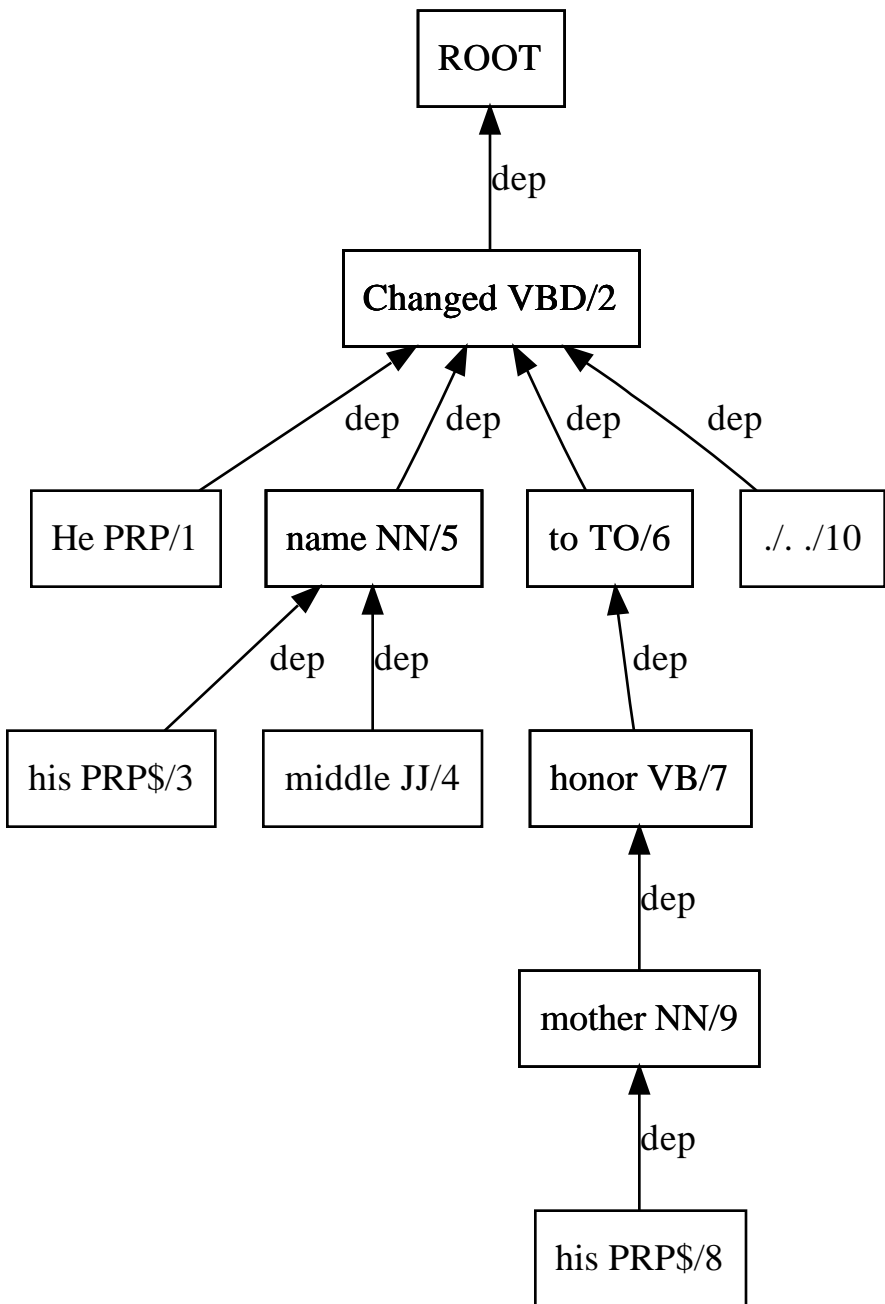 ROOT
dep
Changed VBD/2
dep dep dep dep
He PRP/1 name NN/5 to TO/6 ./. ./10
dep dep dep
his PRP$/3 middle JJ/4 honor VB/7
dep
mother NN/9
dep
his PRP$/8